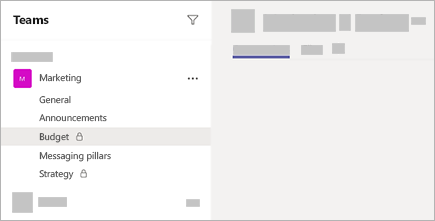 Teams
M
Marketing
General
Announcements
Budget
Messaging pillars
Strategy